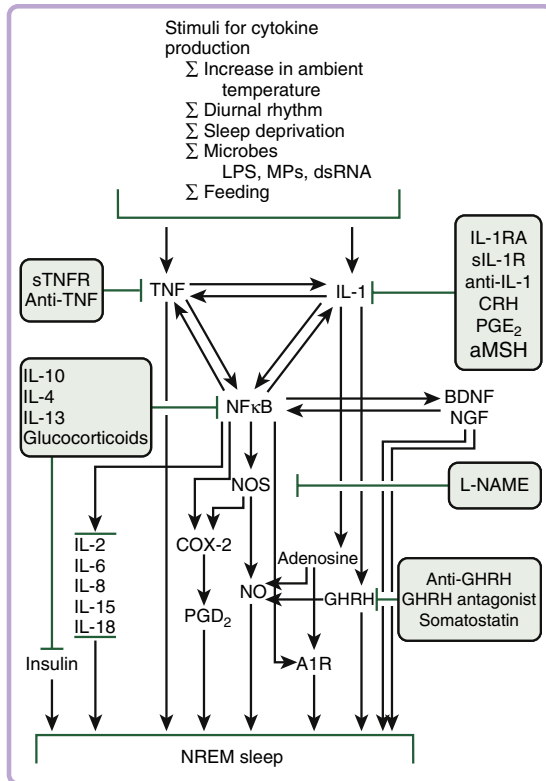 Stimuli for cytokine
production
∑ Increase in ambient
temperature
∑ Diurnal rhythm
∑ Sleep deprivation
∑ Microbes
LPS, MPs, dsRNA
∑ Feeding
sTNFR
Anti-TNF
TNF
IL-1
IL-1RA
sIL-1R
anti-IL-1
CRH
PGE₂
aMSH
IL-10
IL-4
IL-13
Glucocorticoids
NFκB
BDNF
NGF
NOS
L-NAME
IL-2
IL-6
IL-8
IL-15
IL-18
COX-2
Adenosine
PGD₂
NO
GHRH
Anti-GHRH
GHRH antagonist
Somatostatin
Insulin
A1R
NREM sleep